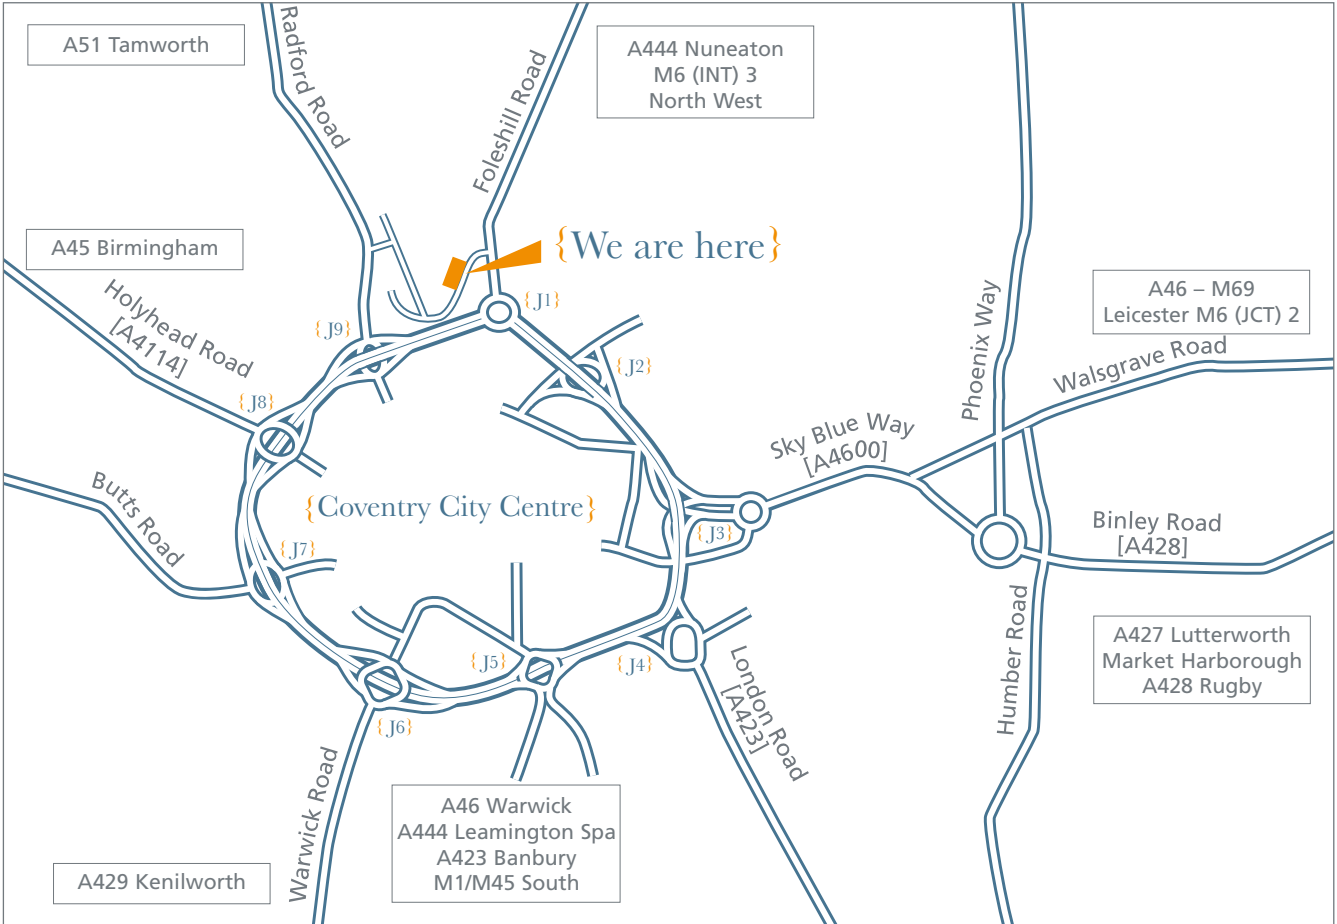 A51 Tamworth
Radford Road
Foleshill Road
A444 Nuneaton
M6 (INT) 3
North West
A45 Birmingham
{We are here}
Holyhead Road
[A4114]
{J9}
{J1}
{J2}
{J8}
Phoenix Way
A46 – M69
Leicester M6 (JCT) 2
Walsgrave Road
Sky Blue Way
[A4600]
Butts Road
{Coventry City Centre}
{J7}
{J3}
Binley Road
[A428]
{J5}
{J4}
{J6}
London Road
[A423]
Humber Road
A427 Lutterworth
Market Harborough
A428 Rugby
Warwick Road
A46 Warwick
A444 Leamington Spa
A423 Banbury
M1/M45 South
A429 Kenilworth